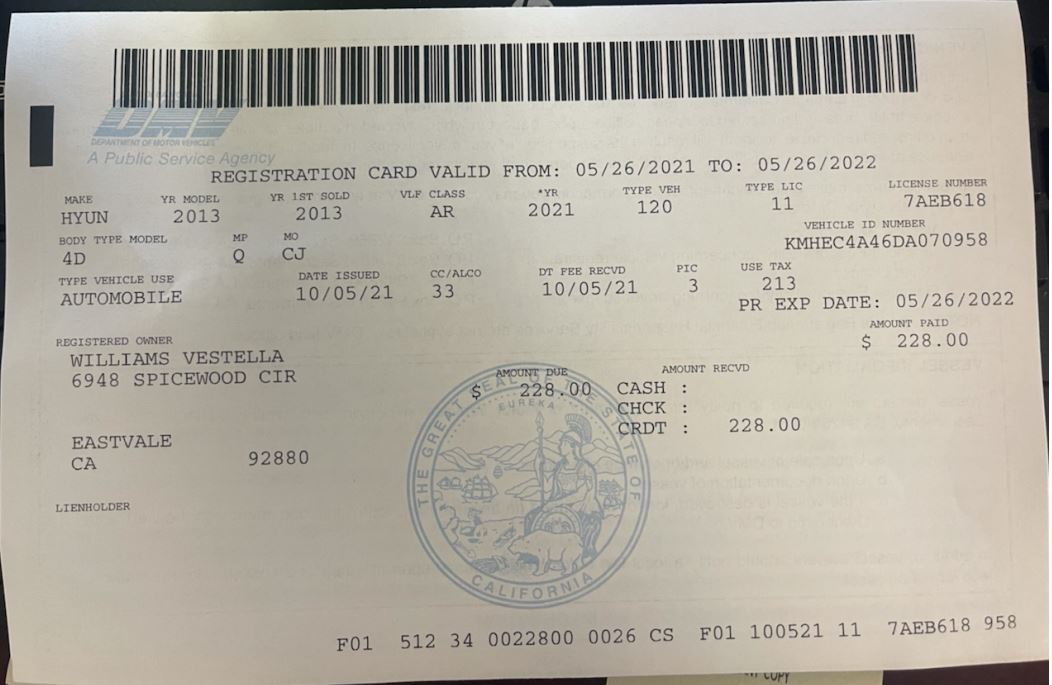 DMV
DEPARTMENT OF MOTOR VEHICLES
A Public Service Agency
REGISTRATION CARD VALID FROM: 05/26/2021 TO: 05/26/2022
MAKE YR MODEL YR 1ST SOLD VLF CLASS *YR TYPE VEH TYPE LIC LICENSE NUMBER
HYUN 2013 2013 AR 2021 120 11 7AEB618
BODY TYPE MODEL MP MO VEHICLE ID NUMBER
4D Q CJ KMHEC4A46DA070958
TYPE VEHICLE USE DATE ISSUED CC/ALCO DT FEE RECVD PIC USE TAX
AUTOMOBILE 10/05/21 33 10/05/21 3 213
PR EXP DATE: 05/26/2022
REGISTERED OWNER AMOUNT PAID
WILLIAMS VESTELLA $ 228.00
6948 SPICEWOOD CIR
AMOUNT DUE AMOUNT RECVD
$ 228.00 CASH :
CHCK :
CRDT : 228.00
EASTVALE
CA 92880
LIENHOLDER
THE GREAT SEAL OF THE STATE OF CALIFORNIA
EUREKA
F01 512 34 0022800 0026 CS F01 100521 11 7AEB618 958
COPY